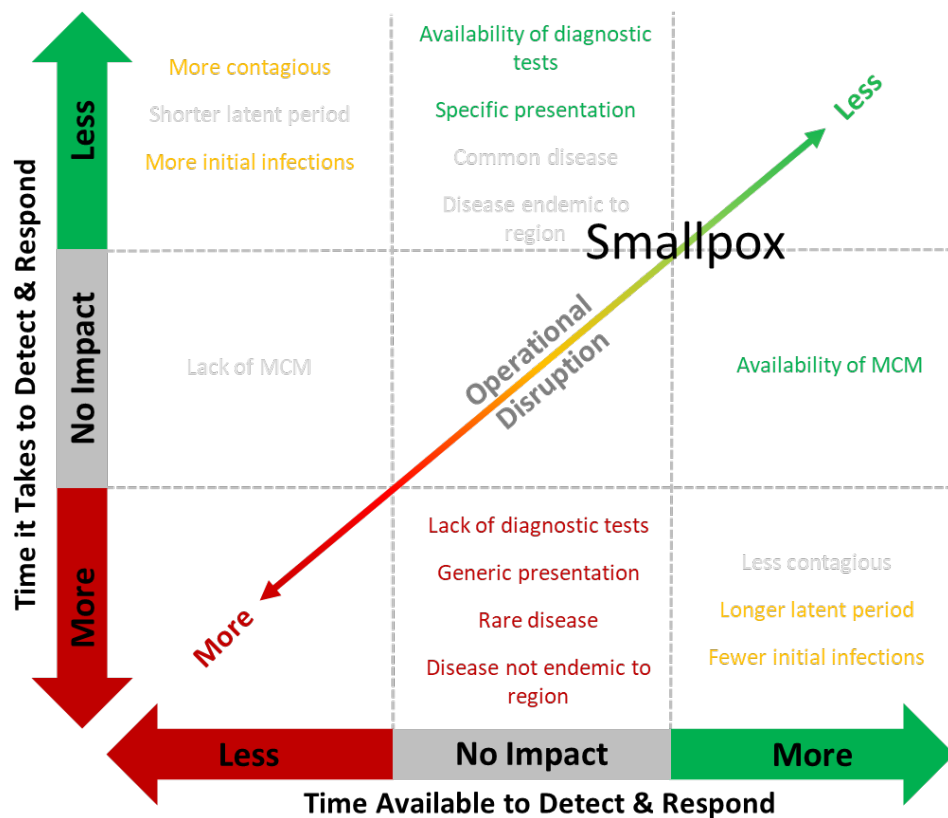 Time it Takes to Detect & Respond
Less
No Impact
More
More contagious
Shorter latent period
More initial infections
Availability of diagnostic
tests
Specific presentation
Common disease
Disease endemic to
region
Less
Smallpox
Lack of MCM
Operational
Disruption
Availability of MCM
More
Lack of diagnostic tests
Generic presentation
Rare disease
Disease not endemic to
region
Less contagious
Longer latent period
Fewer initial infections
Less
No Impact
More
Time Available to Detect & Respond